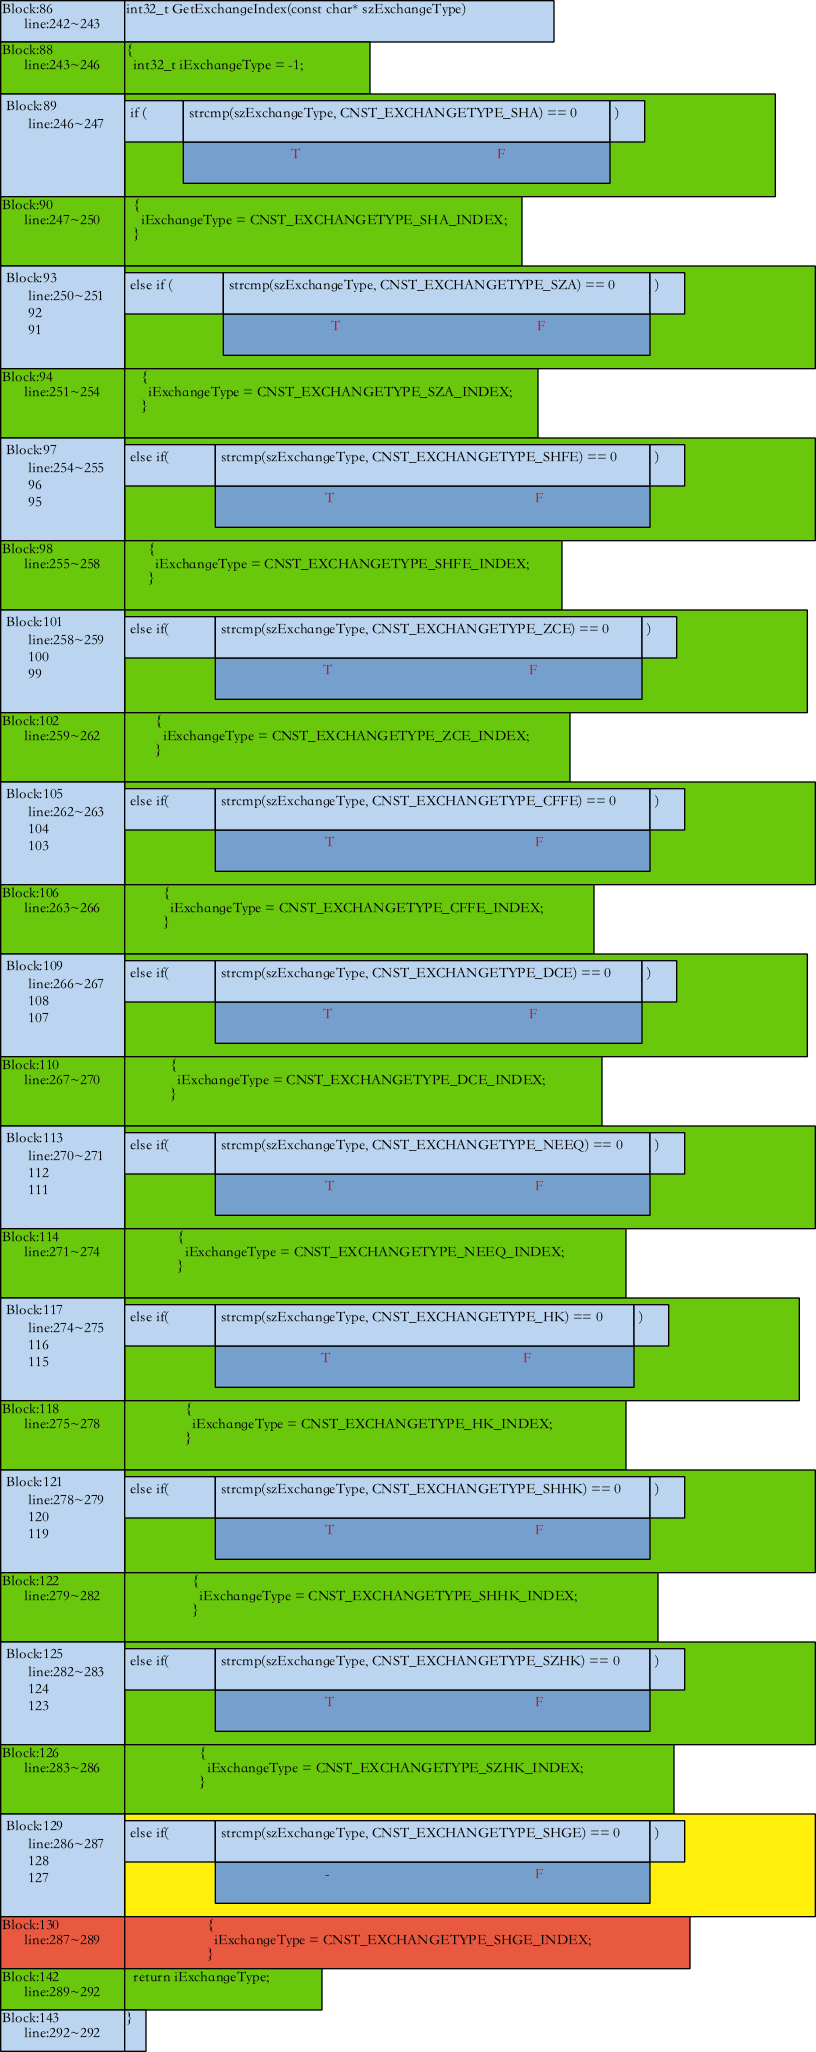 Block:86
line:242~243
int32_t GetExchangeIndex(const char* szExchangeType)
Block:88
line:243~246
{
int32_t iExchangeType = -1;
Block:89
line:246~247
if ( strcmp(szExchangeType, CNST_EXCHANGETYPE_SHA) == 0 )
T F
Block:90
line:247~250
{
iExchangeType = CNST_EXCHANGETYPE_SHA_INDEX;
}
Block:93
line:250~251
92
91
else if ( strcmp(szExchangeType, CNST_EXCHANGETYPE_SZA) == 0 )
T F
Block:94
line:251~254
{
iExchangeType = CNST_EXCHANGETYPE_SZA_INDEX;
}
Block:97
line:254~255
96
95
else if( strcmp(szExchangeType, CNST_EXCHANGETYPE_SHFE) == 0 )
T F
Block:98
line:255~258
{
iExchangeType = CNST_EXCHANGETYPE_SHFE_INDEX;
}
Block:101
line:258~259
100
99
else if( strcmp(szExchangeType, CNST_EXCHANGETYPE_ZCE) == 0 )
T F
Block:102
line:259~262
{
iExchangeType = CNST_EXCHANGETYPE_ZCE_INDEX;
}
Block:105
line:262~263
104
103
else if( strcmp(szExchangeType, CNST_EXCHANGETYPE_CFFE) == 0 )
T F
Block:106
line:263~266
{
iExchangeType = CNST_EXCHANGETYPE_CFFE_INDEX;
}
Block:109
line:266~267
108
107
else if( strcmp(szExchangeType, CNST_EXCHANGETYPE_DCE) == 0 )
T F
Block:110
line:267~270
{
iExchangeType = CNST_EXCHANGETYPE_DCE_INDEX;
}
Block:113
line:270~271
112
111
else if( strcmp(szExchangeType, CNST_EXCHANGETYPE_NEEQ) == 0 )
T F
Block:114
line:271~274
{
iExchangeType = CNST_EXCHANGETYPE_NEEQ_INDEX;
}
Block:117
line:274~275
116
115
else if( strcmp(szExchangeType, CNST_EXCHANGETYPE_HK) == 0 )
T F
Block:118
line:275~278
{
iExchangeType = CNST_EXCHANGETYPE_HK_INDEX;
}
Block:121
line:278~279
120
119
else if( strcmp(szExchangeType, CNST_EXCHANGETYPE_SHHK) == 0 )
T F
Block:122
line:279~282
{
iExchangeType = CNST_EXCHANGETYPE_SHHK_INDEX;
}
Block:125
line:282~283
124
123
else if( strcmp(szExchangeType, CNST_EXCHANGETYPE_SZHK) == 0 )
T F
Block:126
line:283~286
{
iExchangeType = CNST_EXCHANGETYPE_SZHK_INDEX;
}
Block:129
line:286~287
128
127
else if( strcmp(szExchangeType, CNST_EXCHANGETYPE_SHGE) == 0 )
- F
Block:130
line:287~289
{
iExchangeType = CNST_EXCHANGETYPE_SHGE_INDEX;
}
Block:142
line:289~292
return iExchangeType;
Block:143
line:292~292
}